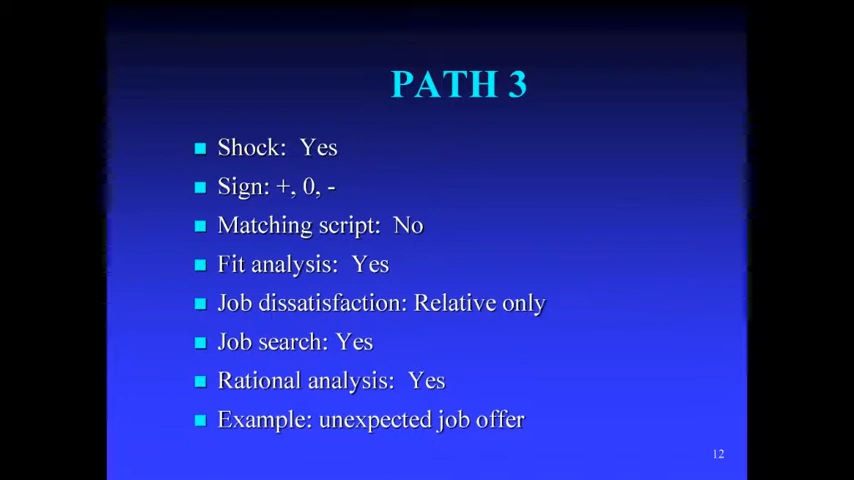 PATH 3
Shock: Yes
Sign: +, 0, -
Matching script: No
Fit analysis: Yes
Job dissatisfaction: Relative only
Job search: Yes
Rational analysis: Yes
Example: unexpected job offer
12